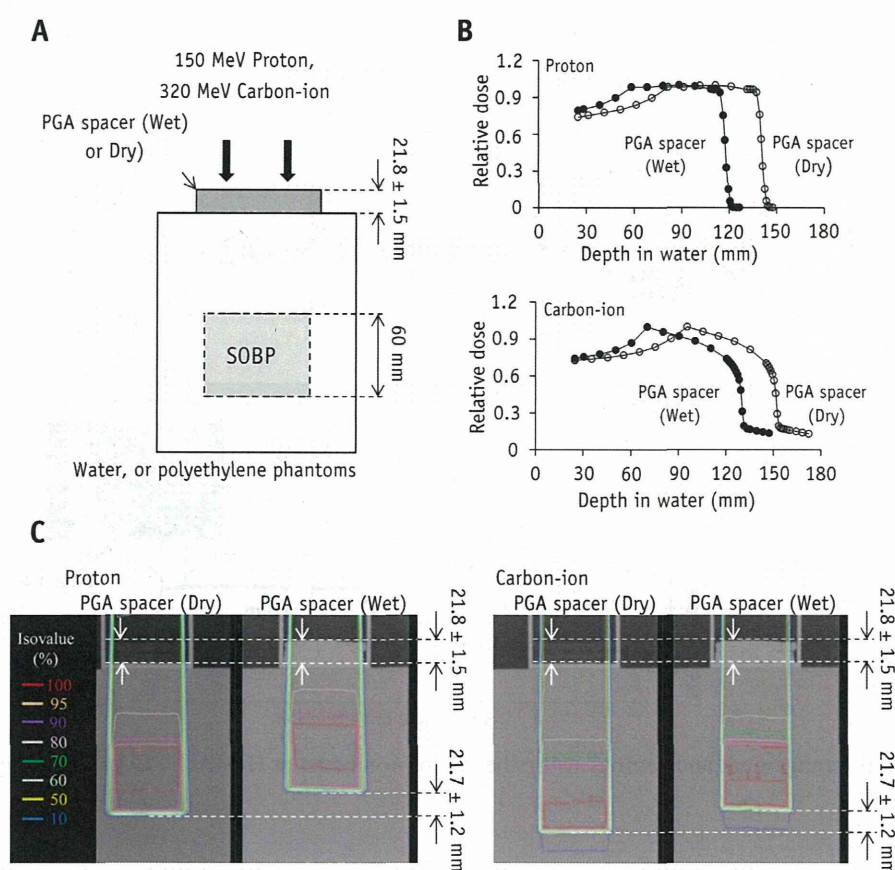 A
150 MeV Proton,
320 MeV Carbon-ion
PGA spacer (Wet)
or Dry)
21.8 ± 1.5 mm
60 mm
SOBP
Water, or polyethylene phantoms
B
1.2
0.9
0.6
0.3
0
Relative dose
Proton
PGA spacer
(Wet)
PGA spacer
(Dry)
0 30 60 90 120 150 180
Depth in water (mm)
1.2
0.9
0.6
0.3
0
Relative dose
Carbon-ion
PGA spacer
(Wet)
PGA spacer
(Dry)
0 30 60 90 120 150 180
Depth in water (mm)
C
Proton
PGA spacer (Dry) PGA spacer (Wet)
Isovalue
(%)
100
95
90
80
70
60
50
10
21.8 ± 1.5 mm
21.7 ± 1.2 mm
Carbon-ion
PGA spacer (Dry) PGA spacer (Wet)
21.8 ± 1.5 mm
21.7 ± 1.2 mm